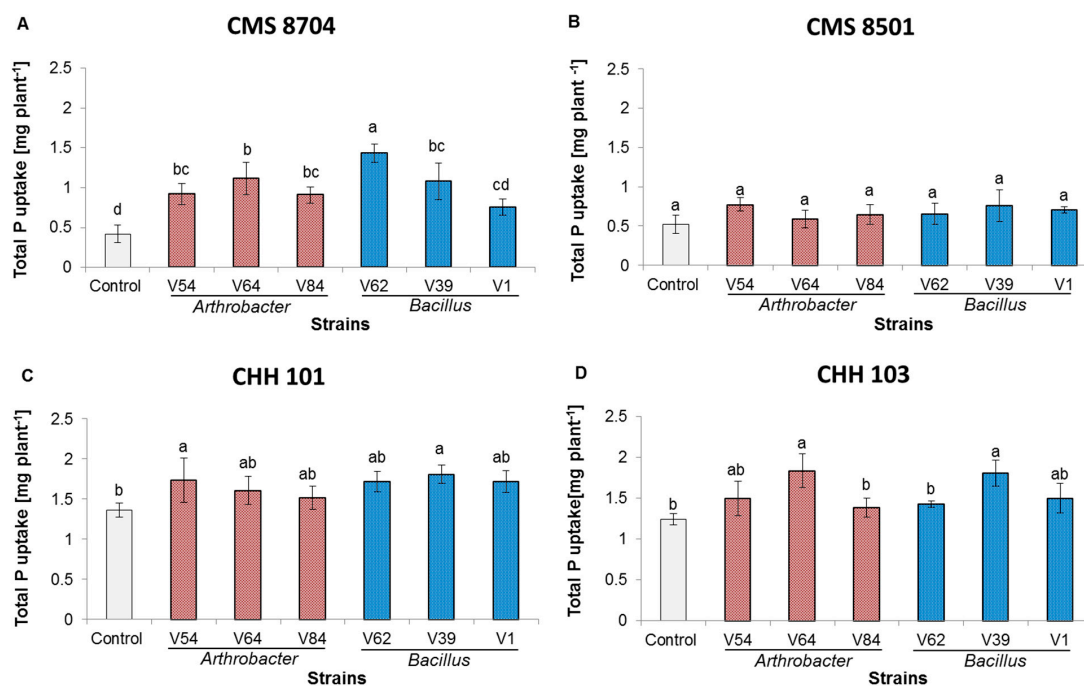 A
CMS 8704
Total P uptake [mg plant-1]
2.5
2
1.5
1
0.5
0
d
bc
b
bc
a
bc
cd
Control V54 V64 V84 V62 V39 V1
Arthrobacter Bacillus
Strains
B
CMS 8501
Total P uptake [mg plant -1]
2.5
2
1.5
1
0.5
0
a
a
a
a
a
a
a
Control V54 V64 V84 V62 V39 V1
Arthrobacter Bacillus
Strains
C
CHH 101
Total P uptake [mg plant-1]
2.5
2
1.5
1
0.5
0
b
a
ab
ab
ab
a
ab
Control V54 V64 V84 V62 V39 V1
Arthrobacter Bacillus
Strains
D
CHH 103
Total P uptake[mg plant-1]
2.5
2
1.5
1
0.5
0
b
ab
a
b
b
a
ab
Control V54 V64 V84 V62 V39 V1
Arthrobacter Bacillus
Strains